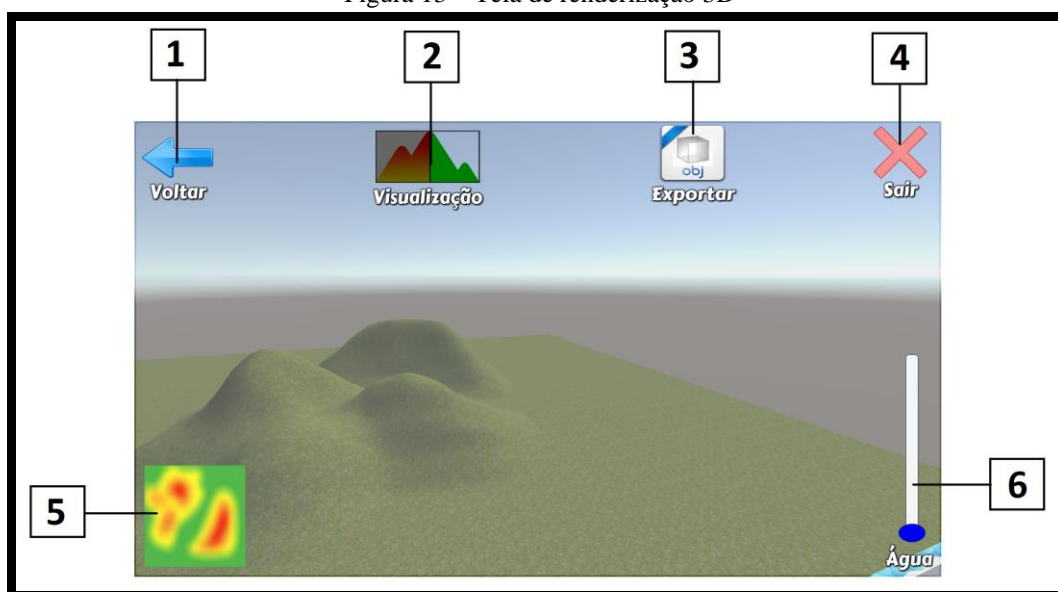 Figura 15 – Tela de renderização 3D
1 2 3 4
Voltar Visualização obj Exportar Sair
5
6
Água